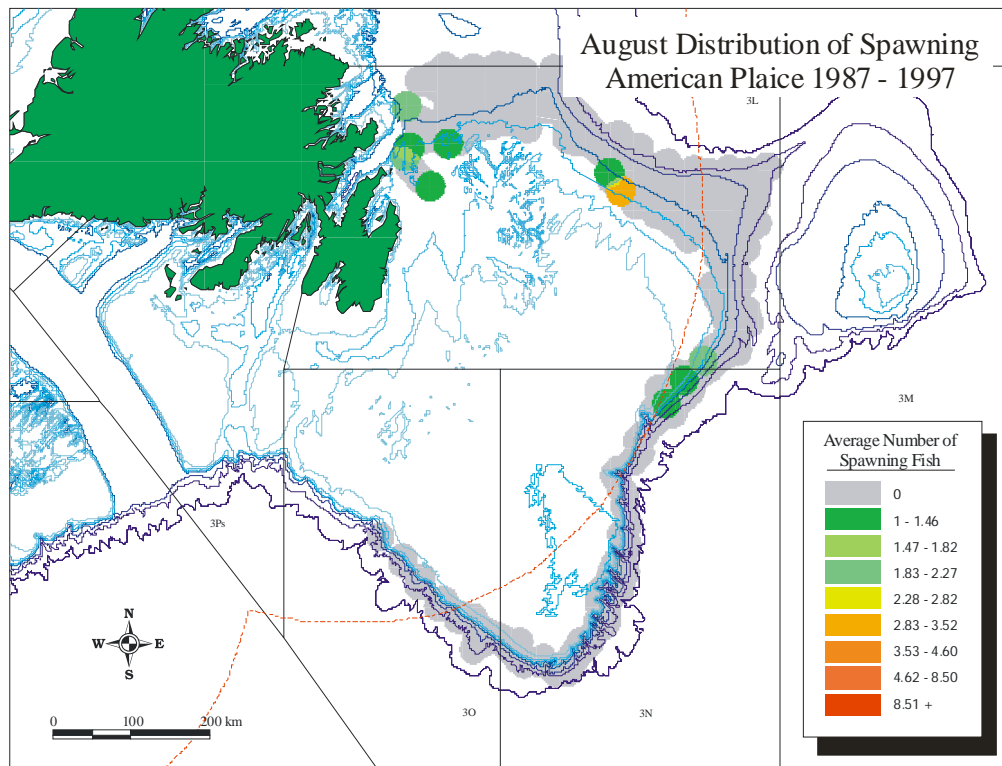 August Distribution of Spawning
American Plaice 1987 - 1997
3L
3M
Average Number of
Spawning Fish
0
1 - 1.46
1.47 - 1.82
1.83 - 2.27
2.28 - 2.82
2.83 - 3.52
3.53 - 4.60
4.62 - 8.50
8.51 +
3Ps
N
W E
S
0 100 200 km
3O
3N